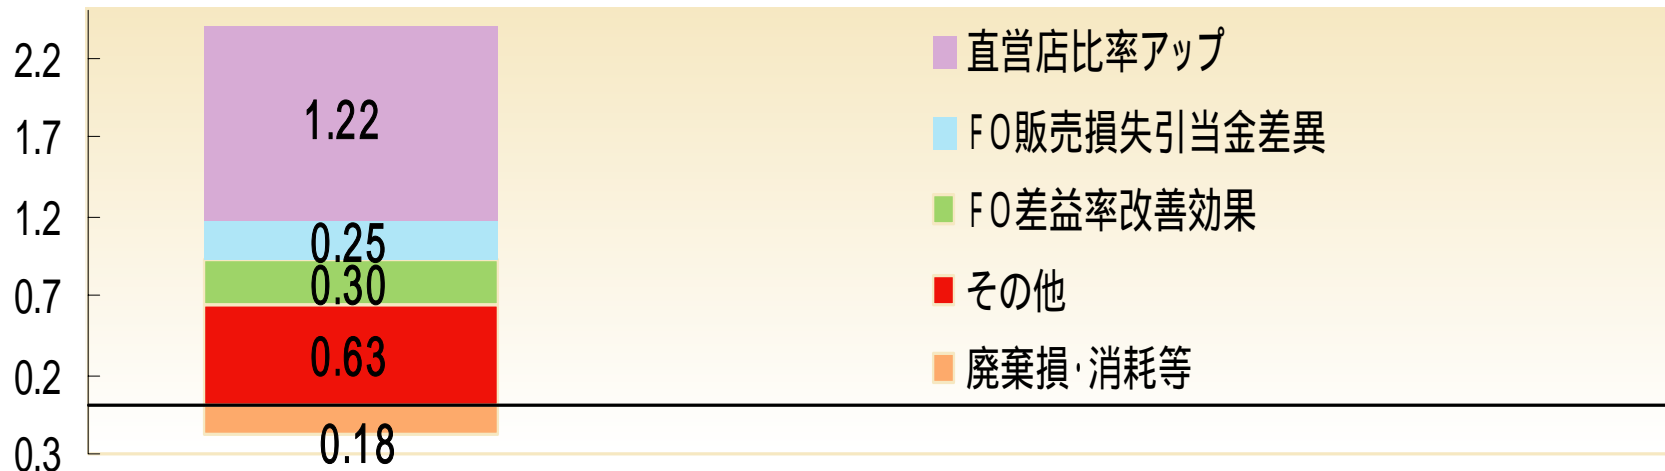 2.2
1.7
1.2
0.7
0.2
0.3
1.22
0.25
0.30
0.63
0.18
直営店比率アップ
FO販売損失引当金差異
FO差益率改善効果
その他
廃棄損・消耗等